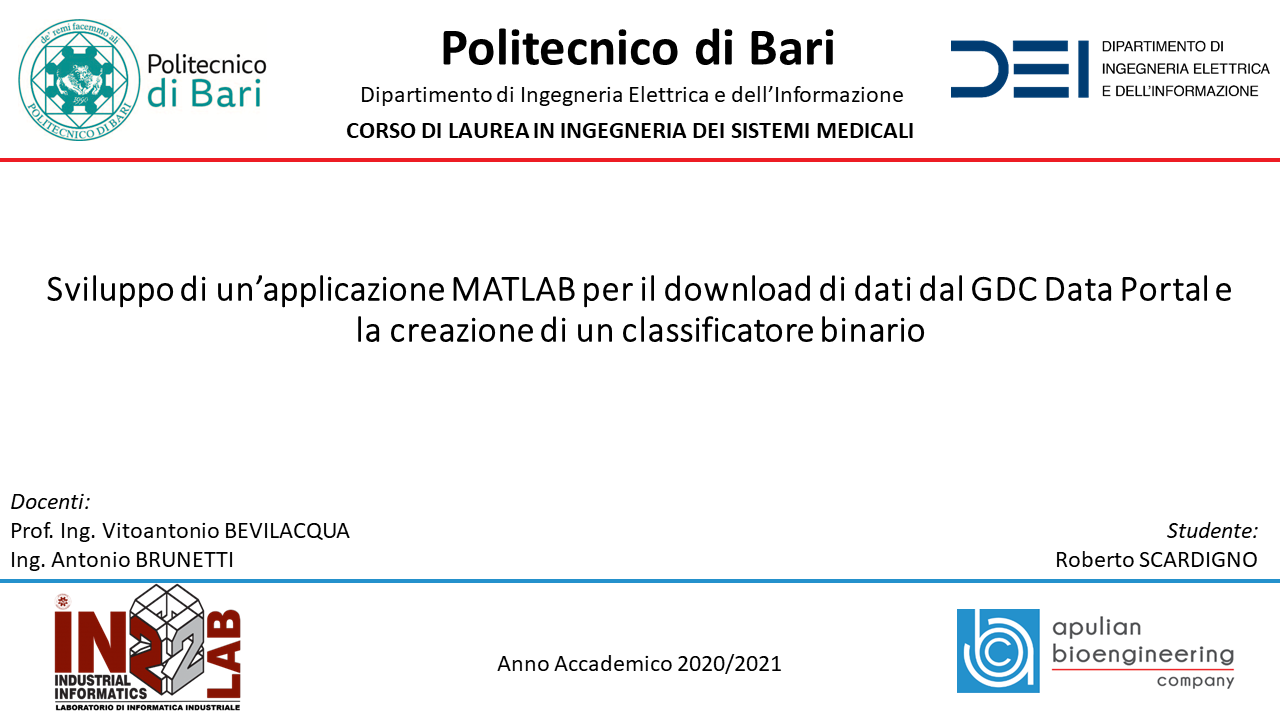 de' remi facemmo ali
POLITECNICO DI BARI
1990
Politecnico
di Bari
Politecnico di Bari
Dipartimento di Ingegneria Elettrica e dell’Informazione
CORSO DI LAUREA IN INGEGNERIA DEI SISTEMI MEDICALI
DEI
DIPARTIMENTO DI
INGEGNERIA ELETTRICA
E DELL'INFORMAZIONE
Sviluppo di un’applicazione MATLAB per il download di dati dal GDC Data Portal e
la creazione di un classificatore binario
Docenti:
Prof. Ing. Vitoantonio BEVILACQUA
Ing. Antonio BRUNETTI
Studente:
Roberto SCARDIGNO
iN
LAB
INDUSTRIAL
INFORMATICS
LABORATORIO DI INFORMATICA INDUSTRIALE
Anno Accademico 2020/2021
apulian
bioengineering
company